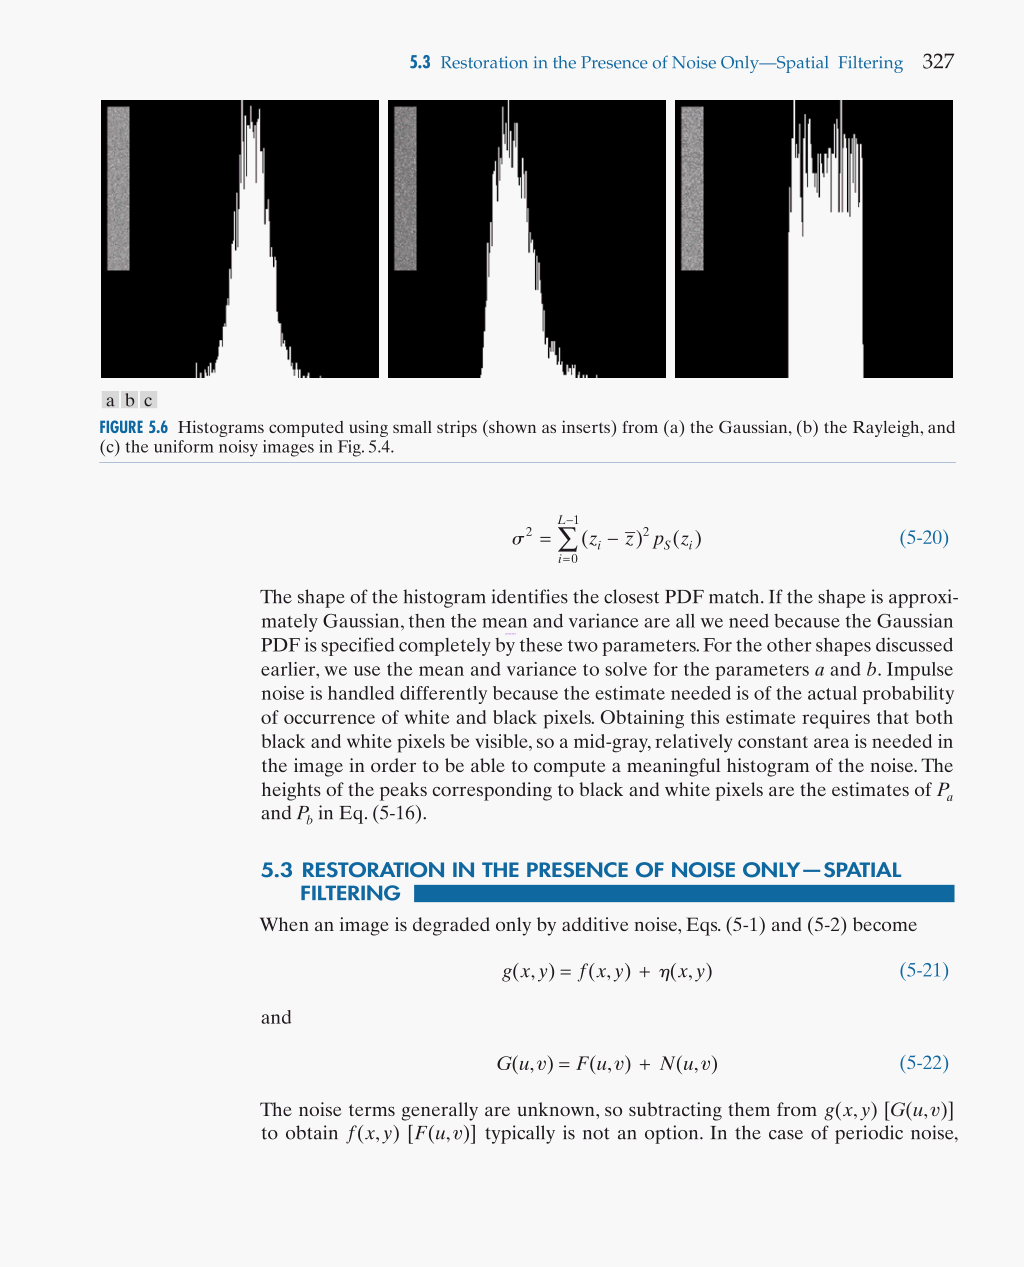 5.3 Restoration in the Presence of Noise Only—Spatial Filtering 327
a b c
FIGURE 5.6 Histograms computed using small strips (shown as inserts) from (a) the Gaussian, (b) the Rayleigh, and
(c) the uniform noisy images in Fig. 5.4.
σ² = ∑_{i=0}^{L−1} (z_i − z̅)² p_S(z_i) (5-20)
The shape of the histogram identifies the closest PDF match. If the shape is approxi-
mately Gaussian, then the mean and variance are all we need because the Gaussian
PDF is specified completely by these two parameters. For the other shapes discussed
earlier, we use the mean and variance to solve for the parameters a and b. Impulse
noise is handled differently because the estimate needed is of the actual probability
of occurrence of white and black pixels. Obtaining this estimate requires that both
black and white pixels be visible, so a mid-gray, relatively constant area is needed in
the image in order to be able to compute a meaningful histogram of the noise. The
heights of the peaks corresponding to black and white pixels are the estimates of P_a
and P_b in Eq. (5-16).
5.3 RESTORATION IN THE PRESENCE OF NOISE ONLY—SPATIAL
FILTERING
When an image is degraded only by additive noise, Eqs. (5-1) and (5-2) become
g(x, y) = f(x, y) + η(x, y) (5-21)
and
G(u, v) = F(u, v) + N(u, v) (5-22)
The noise terms generally are unknown, so subtracting them from g(x, y) [G(u, v)]
to obtain f(x, y) [F(u, v)] typically is not an option. In the case of periodic noise,